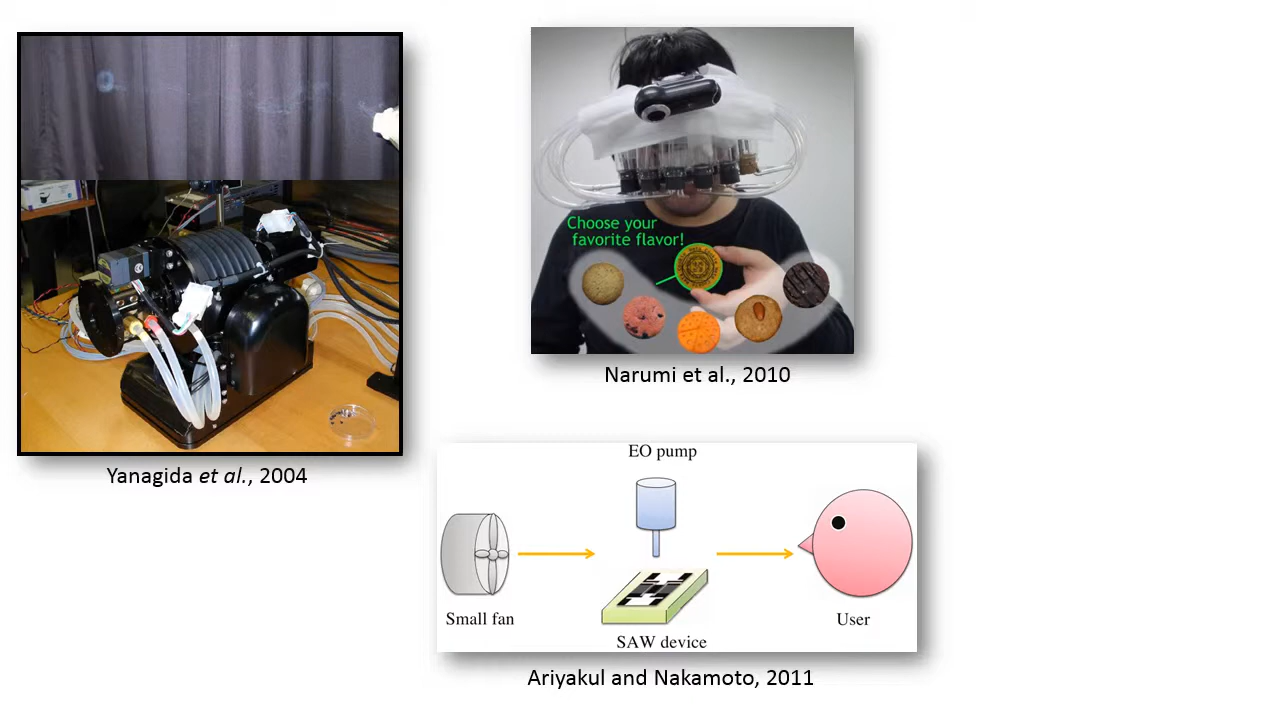 Yanagida et al., 2004
Choose your
favorite flavor!
Narumi et al., 2010
EO pump
Small fan
SAW device
User
Ariyakul and Nakamoto, 2011